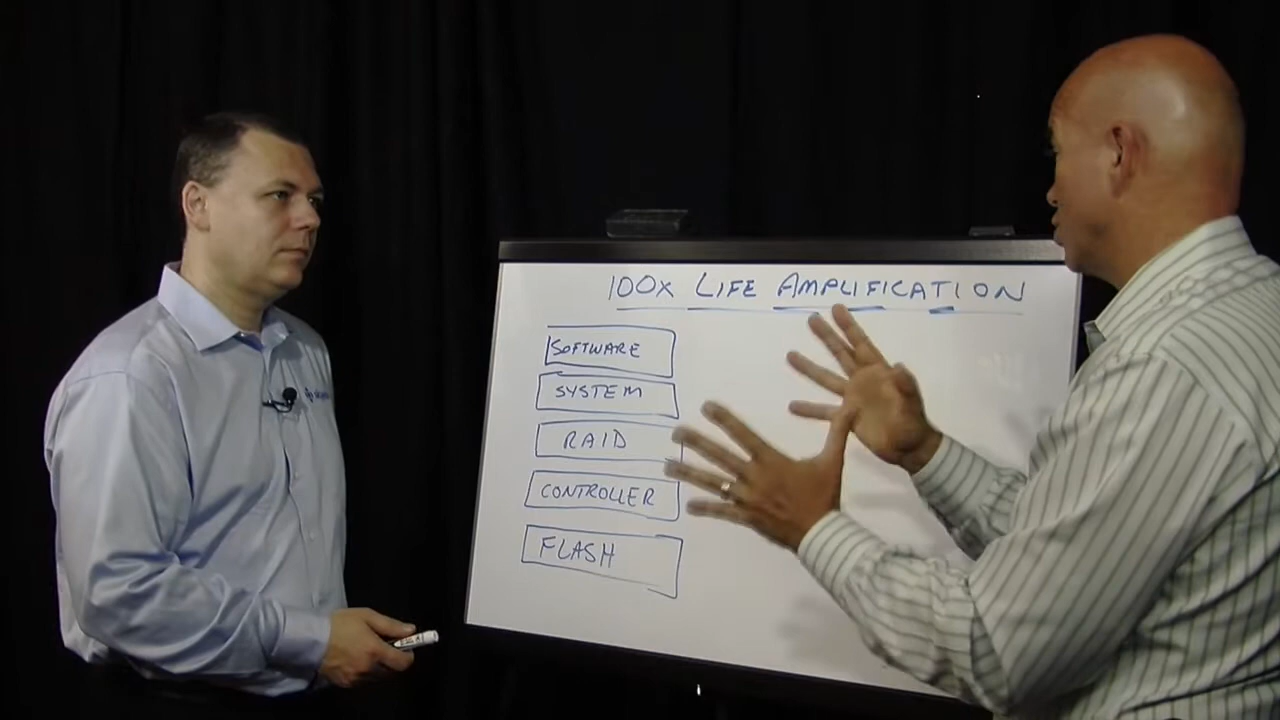 100x LIFE AMPLIFICATION
SOFTWARE
SYSTEM
RAID
CONTROLLER
FLASH